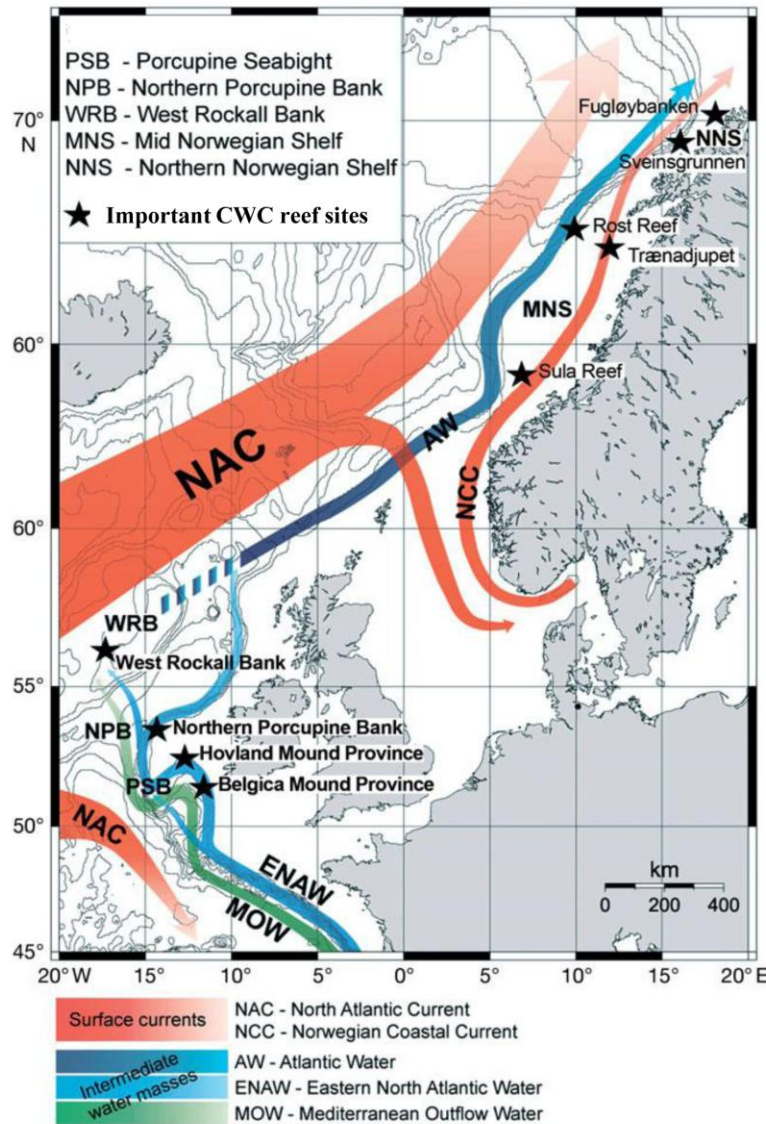 PSB - Porcupine Seabight
NPB - Northern Porcupine Bank
WRB - West Rockall Bank
MNS - Mid Norwegian Shelf
NNS - Northern Norwegian Shelf
★ Important CWC reef sites
70°
N
Fugløybanken
NNS
Sveinsgrunnen
Rost Reef
Trænadjupet
MNS
60°
Sula Reef
NAC
AW
NCC
60°
WRB
West Rockall Bank
55°
NPB
Northern Porcupine Bank
Hovland Mound Province
PSB
Belgica Mound Province
50°
NAC
ENAW
MOW
km
0 200 400
45°
20° W 15° 10° 5° 0° 5° 10° 15° 20° E
Surface currents
NAC - North Atlantic Current
NCC - Norwegian Coastal Current
Intermediate
water masses
AW - Atlantic Water
ENAW - Eastern North Atlantic Water
MOW - Mediterranean Outflow Water